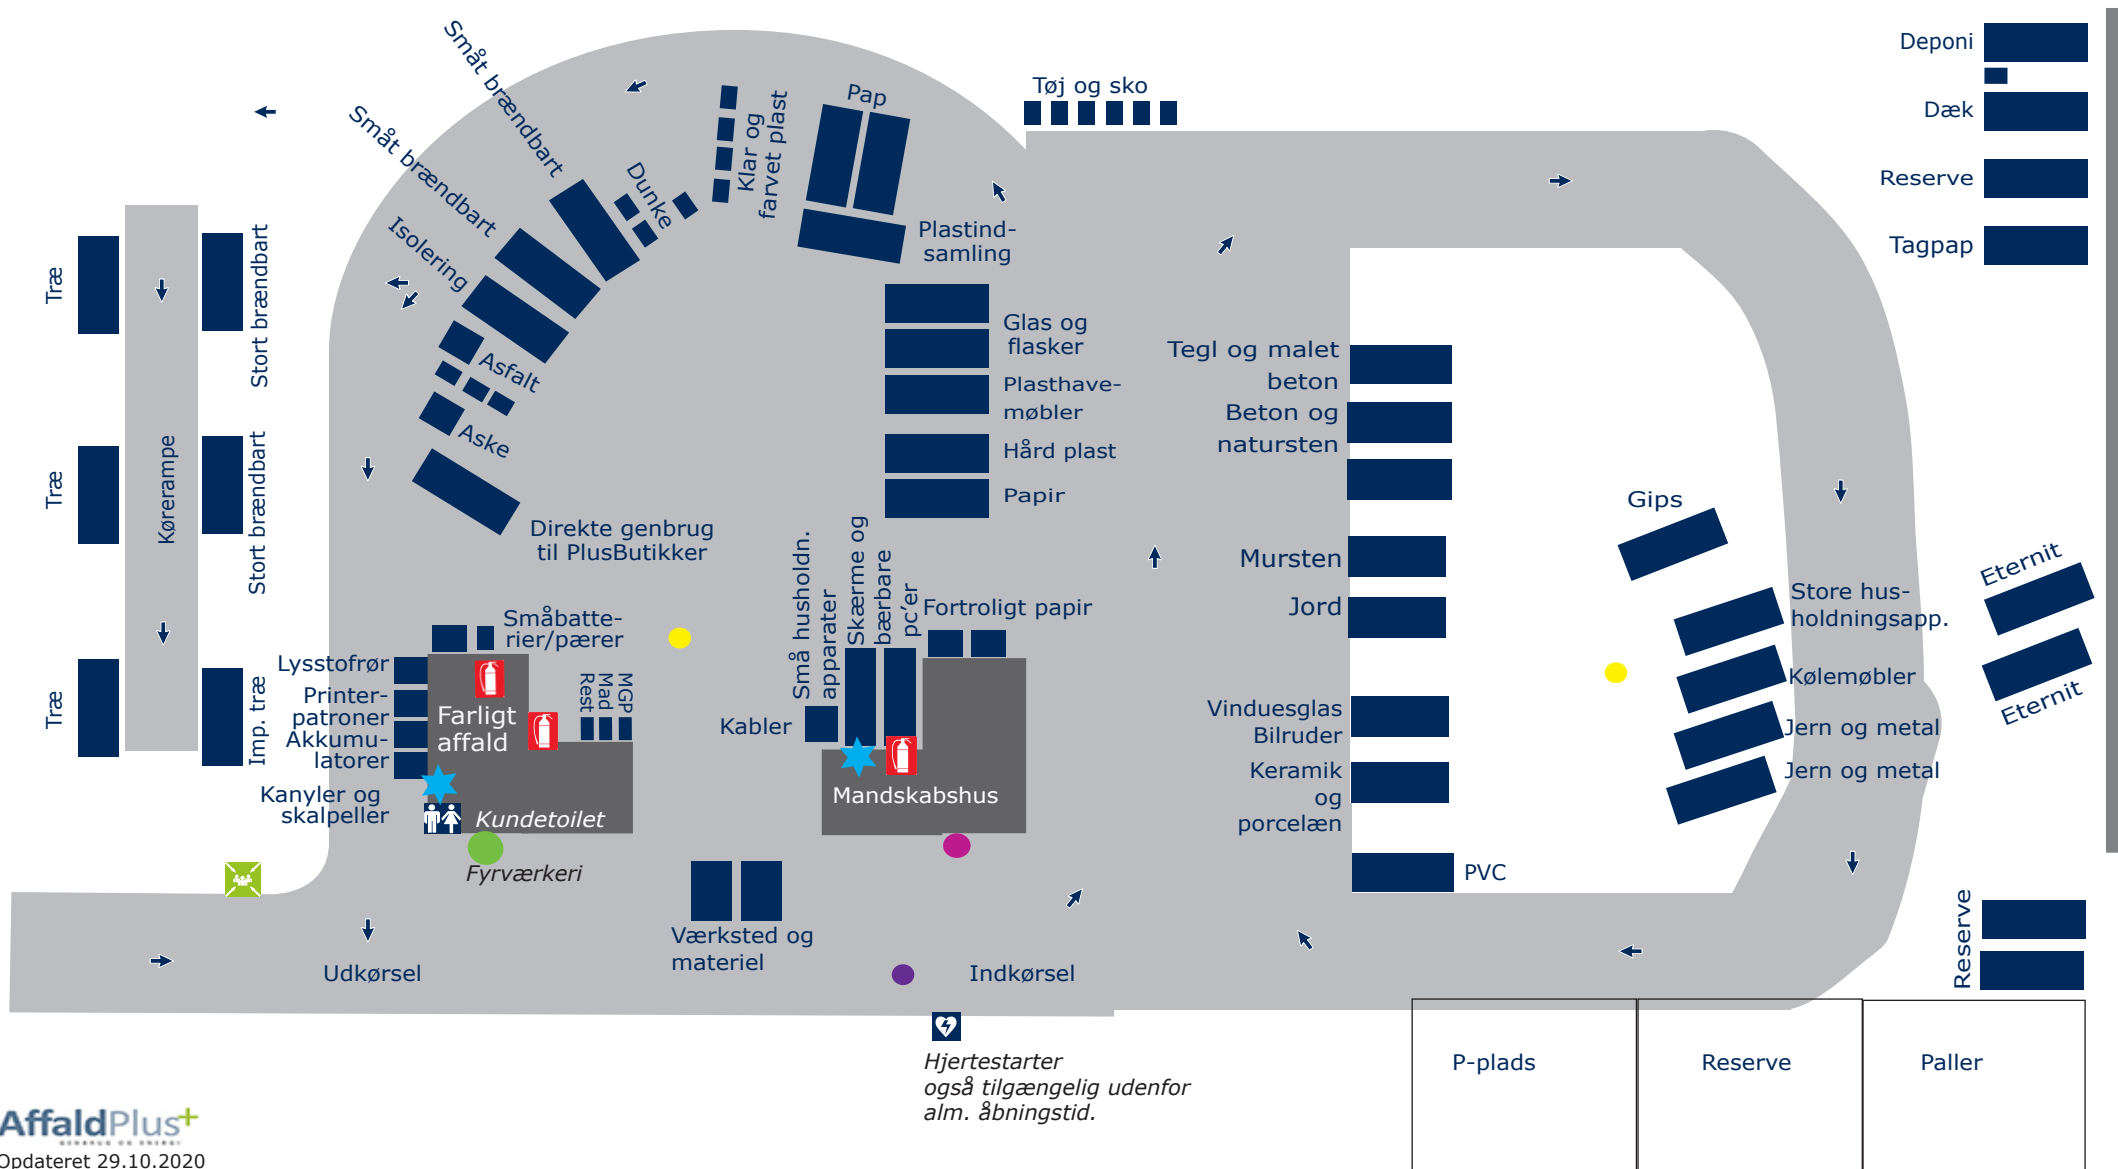 Småt brændbart
Småt brændbart
Isolering
Dunke
Klar og
farvet plast
Pap
Tøj og sko
Plastind-
samling
Deponi
Dæk
Reserve
Tagpap
Træ
Stort brændbart
Kørerampe
Træ
Stort brændbart
Træ
Imp. træ
Asfalt
Aske
Direkte genbrug
til PlusButikker
Glas og
flasker
Plasthave-
møbler
Hård plast
Papir
Tegl og malet
beton
Beton og
natursten
Mursten
Jord
Vinduesglas
Bilruder
Keramik
og
porcelæn
PVC
Gips
Store hus-
holdningsapp.
Kølemøbler
Jern og metal
Jern og metal
Eternit
Eternit
Småbatte-
rier/pærer
Lysstofrør
Printer-
patroner
Akkumu-
latorer
Kanyler og
skalpeller
Farligt
affald
Rest
Mad
MGP
Kundetoilet
Fyrværkeri
Kabler
Små husholdn.
apparater
Skærme og
bærbare
pc'er
Fortroligt papir
Mandskabshus
Værksted og
materiel
Udkørsel
Indkørsel
Reserve
Hjertestarter
også tilgængelig udenfor
alm. åbningstid.
P-plads
Reserve
Paller
AffaldPlus+
GENBRUG OG ENERGI
Opdateret 29.10.2020